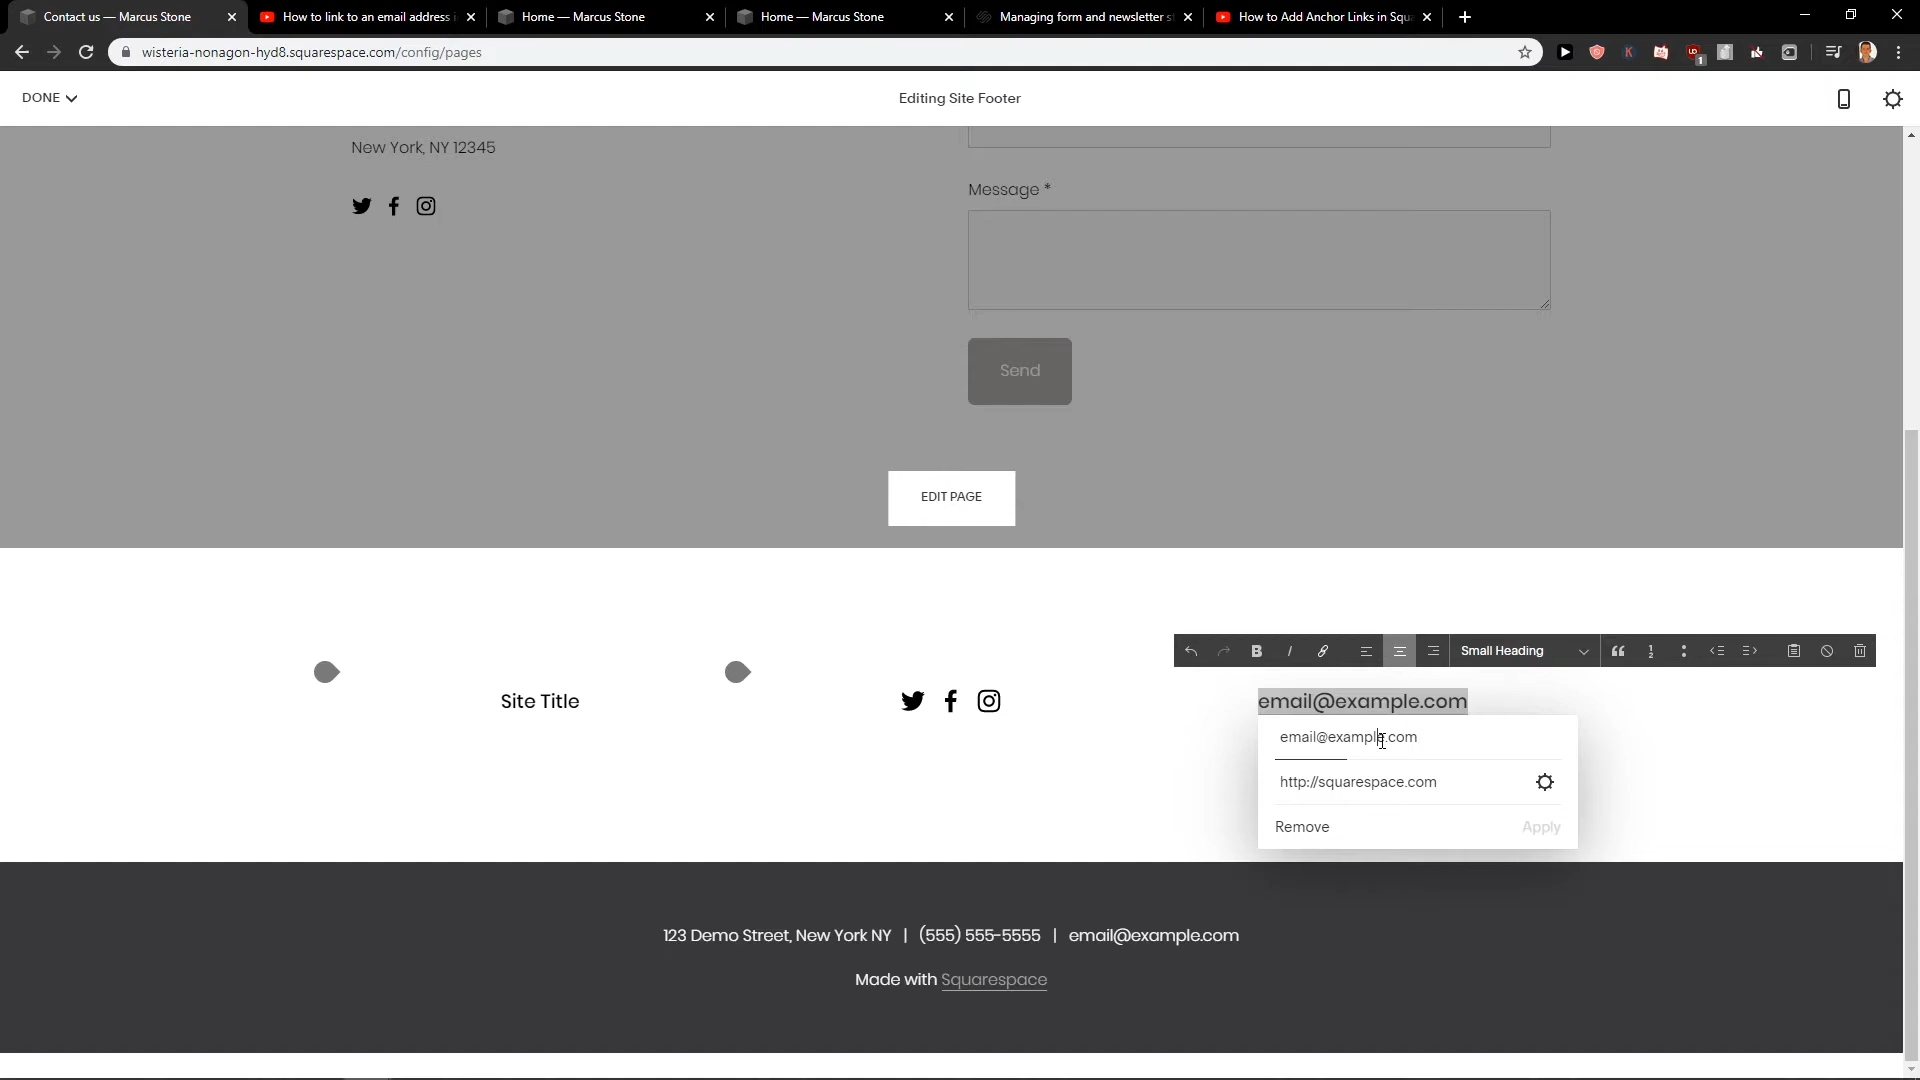 Contact us — Marcus Stone
How to link to an email address i
Home — Marcus Stone
Home — Marcus Stone
Managing form and newsletter s
How to Add Anchor Links in Squa
wisteria-nonagon-hyd8.squarespace.com/config/pages
DONE
Editing Site Footer
New York, NY 12345
Message *
Send
EDIT PAGE
Small Heading
Site Title
email@example.com
email@example.com
http://squarespace.com
Remove
Apply
123 Demo Street, New York NY | (555) 555-5555 | email@example.com
Made with Squarespace